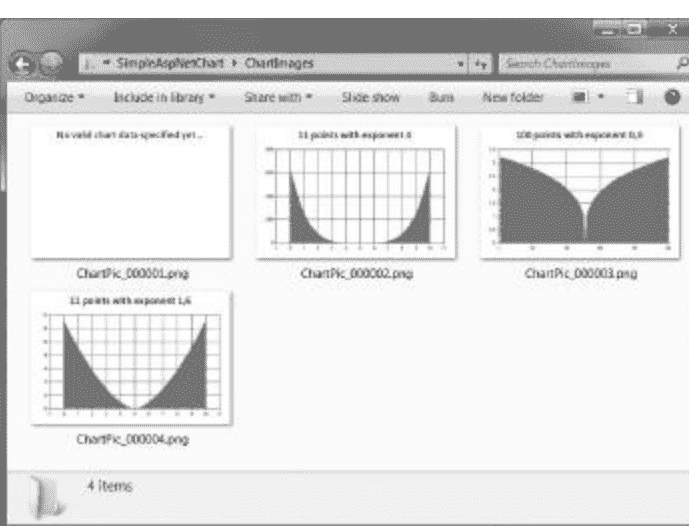 SimpleAspNetChart ChartImages
Search ChartImages
Organize Include in library Share with Slide show Burn New folder
No valid chart data specified yet...
11 points with exponent 4
100 points with exponent 0,3
ChartPic_000001.png
ChartPic_000002.png
ChartPic_000003.png
11 points with exponent 1,6
ChartPic_000004.png
4 items